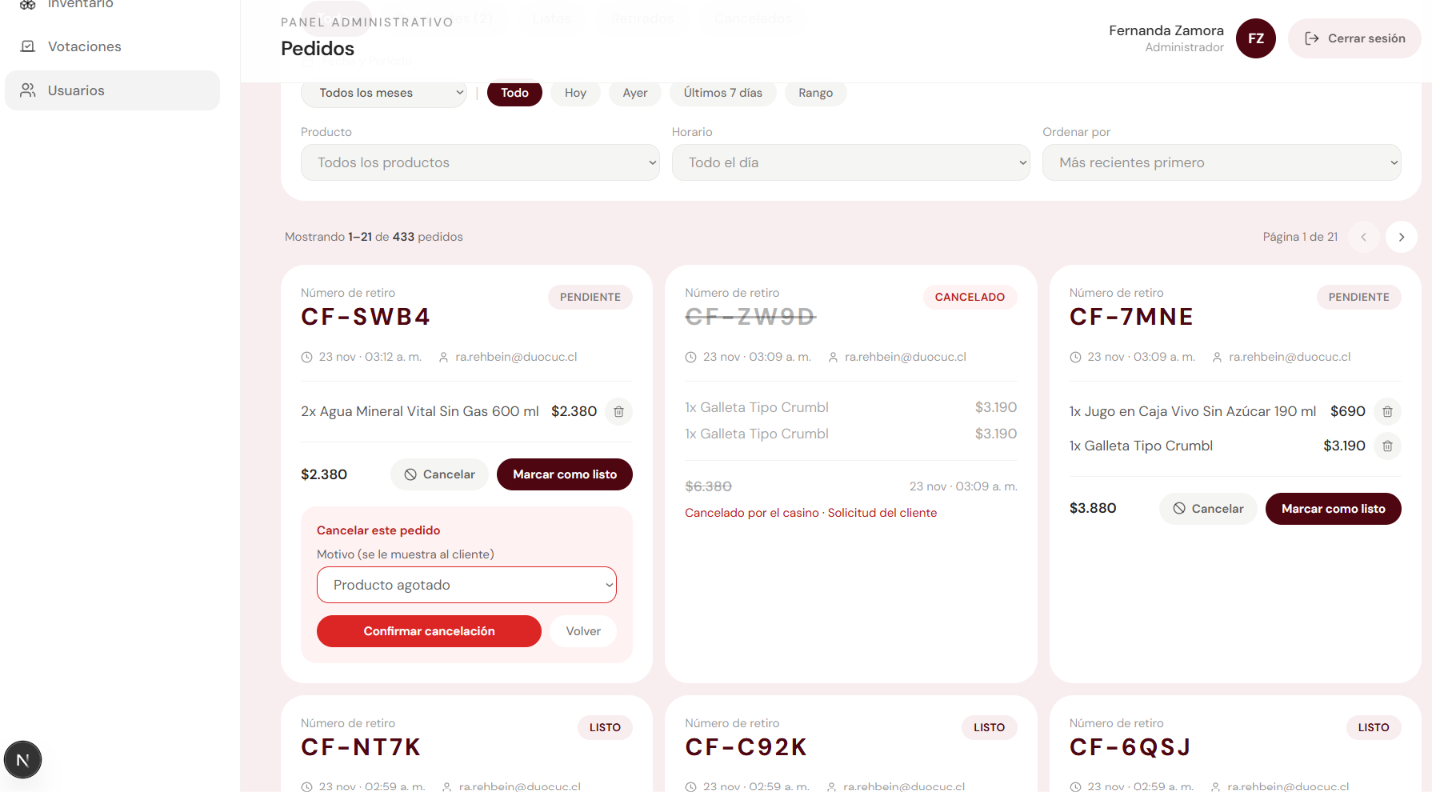 Inventario
Votaciones
Usuarios
PANEL ADMINISTRATIVO
Pedidos
Fernanda Zamora
Administrador
FZ
Cerrar sesión
Todos los meses
Todo
Hoy
Ayer
Últimos 7 días
Rango
Producto
Horario
Ordenar por
Todos los productos
Todo el día
Más recientes primero
Mostrando 1–21 de 433 pedidos
Página 1 de 21
Número de retiro
PENDIENTE
CF-SWB4
23 nov · 03:12 a. m.
ra.rehbein@duocuc.cl
2x Agua Mineral Vital Sin Gas 600 ml $2.380
$2.380
Cancelar
Marcar como listo
Cancelar este pedido
Motivo (se le muestra al cliente)
Producto agotado
Confirmar cancelación
Volver
Número de retiro
CANCELADO
CF-ZW9D
23 nov · 03:09 a. m.
ra.rehbein@duocuc.cl
1x Galleta Tipo Crumbl $3.190
1x Galleta Tipo Crumbl $3.190
$6.380
23 nov · 03:09 a. m.
Cancelado por el casino · Solicitud del cliente
Número de retiro
PENDIENTE
CF-7MNE
23 nov · 03:09 a. m.
ra.rehbein@duocuc.cl
1x Jugo en Caja Vivo Sin Azúcar 190 ml $690
1x Galleta Tipo Crumbl $3.190
$3.880
Cancelar
Marcar como listo
Número de retiro
LISTO
CF-NT7K
23 nov · 02:59 a. m.
ra.rehbein@duocuc.cl
Número de retiro
LISTO
CF-C92K
23 nov · 02:59 a. m.
ra.rehbein@duocuc.cl
Número de retiro
LISTO
CF-6QSJ
23 nov · 02:59 a. m.
ra.rehbein@duocuc.cl
N